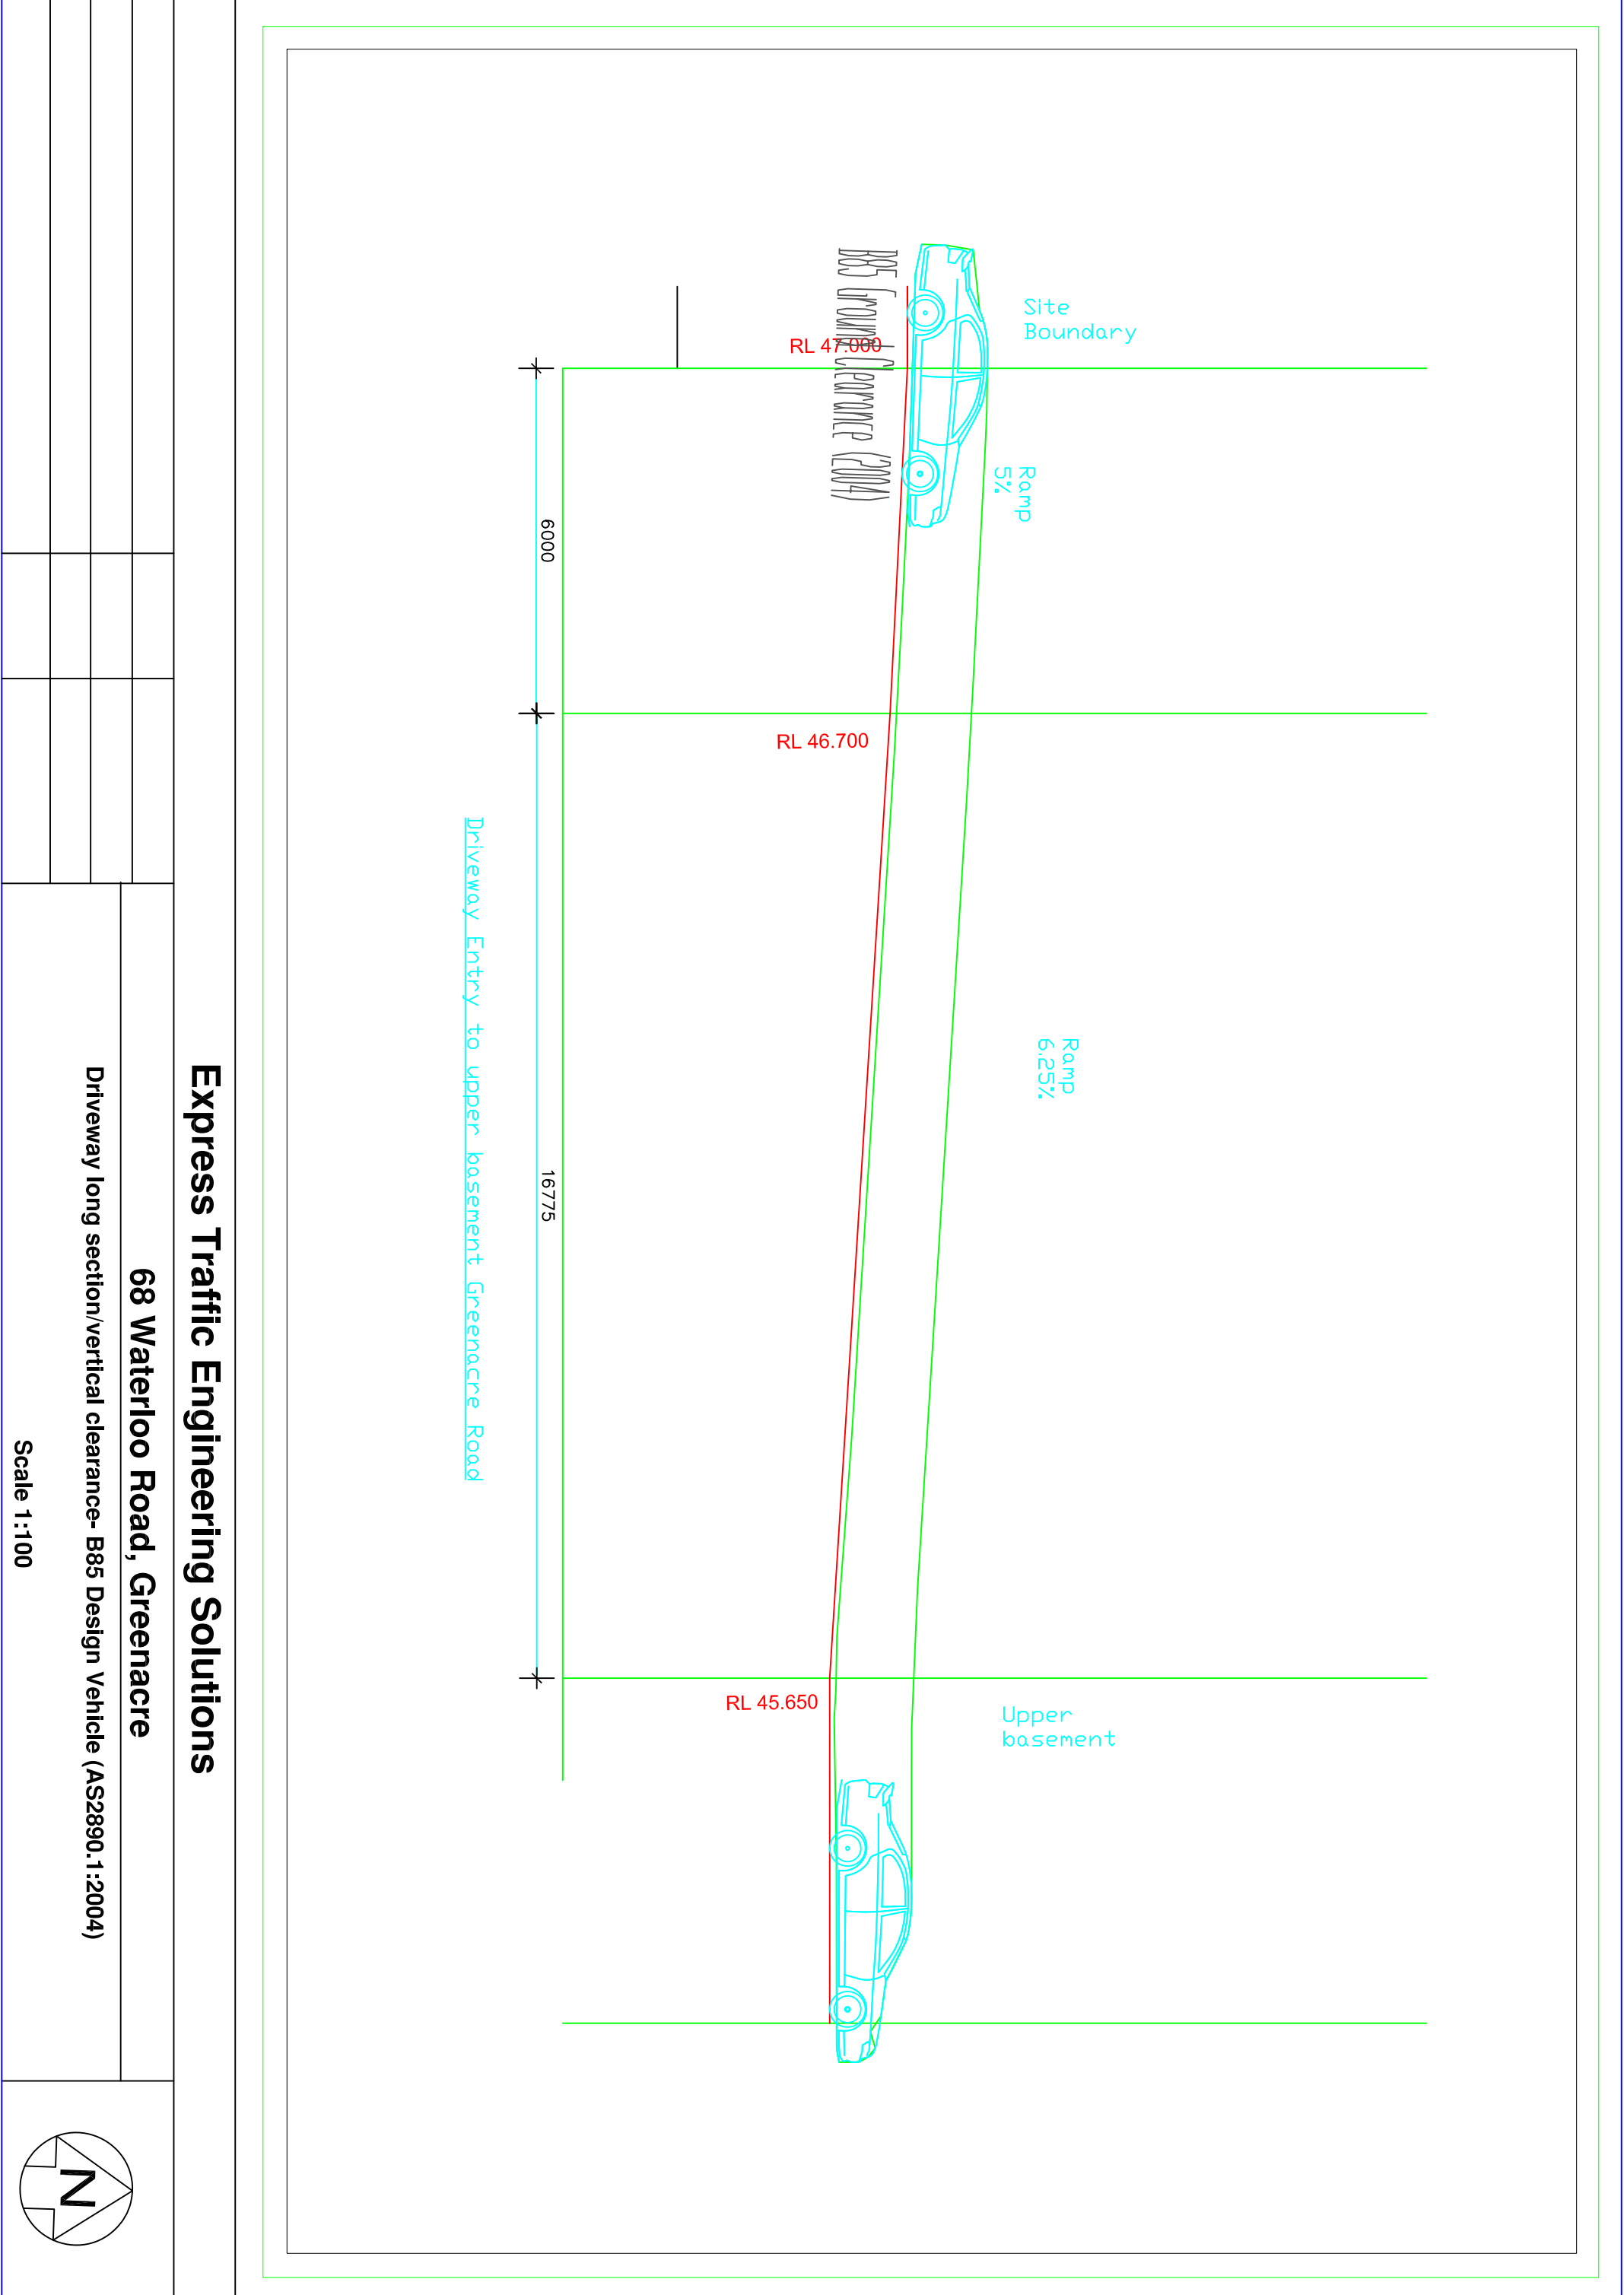 Site
Boundary
Ramp
5%
RL 47.000
B85 Ground Clearance (2004)
6000
RL 46.700
Ramp
6.25%
16775
RL 45.650
Upper
basement
Driveway Entry to upper basement Greenacre Road
Express Traffic Engineering Solutions
68 Waterloo Road, Greenacre
Driveway long section/vertical clearance- B85 Design Vehicle (AS2890.1:2004)
Scale 1:100
N